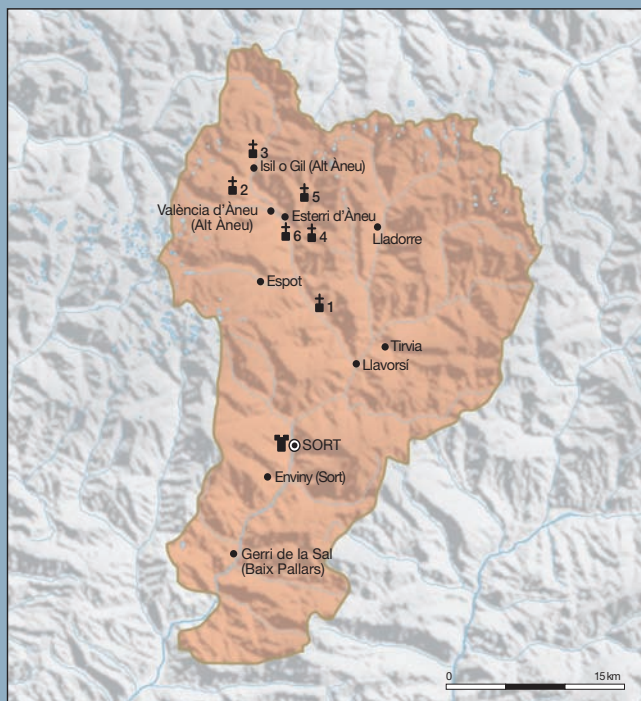 3
Isil o Gil (Alt Àneu)
2
5
València d'Àneu
(Alt Àneu)
Esterri d'Àneu
6
4
Lladorre
Espot
1
Tírvia
Llavorsí
SORT
Enviny (Sort)
Gerri de la Sal
(Baix Pallars)
0
15 km